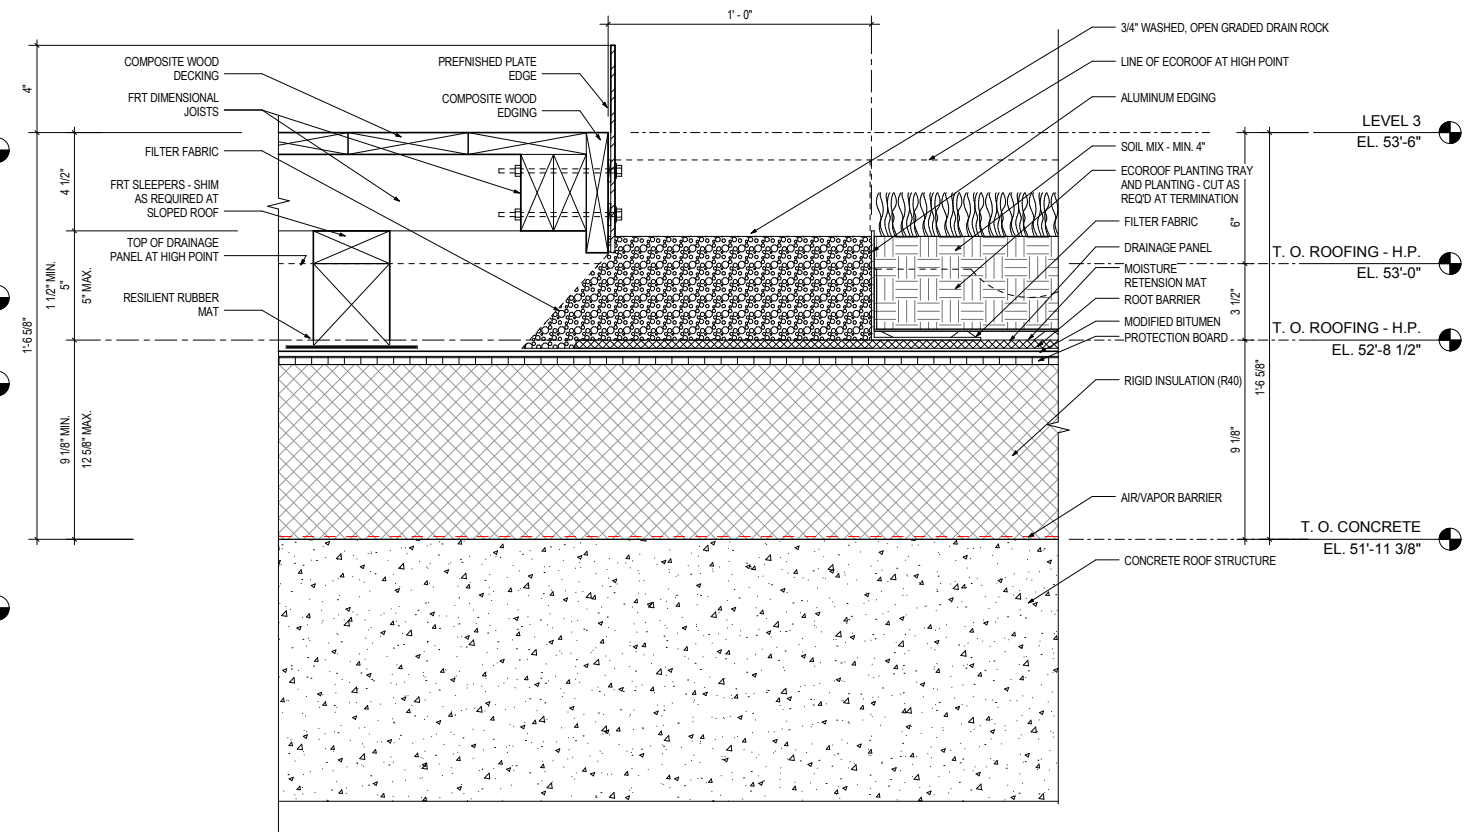 1' - 0"
4"
4 1/2"
1 1/2" MIN.
5"
5" MAX.
1'-6 5/8"
9 1/8" MIN.
12 5/8" MAX.
COMPOSITE WOOD
DECKING
FRT DIMENSIONAL
JOISTS
FILTER FABRIC
FRT SLEEPERS - SHIM
AS REQUIRED AT
SLOPED ROOF
TOP OF DRAINAGE
PANEL AT HIGH POINT
RESILIENT RUBBER
MAT
PREFNISHED PLATE
EDGE
COMPOSITE WOOD
EDGING
3/4" WASHED, OPEN GRADED DRAIN ROCK
LINE OF ECOROOF AT HIGH POINT
ALUMINUM EDGING
SOIL MIX - MIN. 4"
ECOROOF PLANTING TRAY
AND PLANTING - CUT AS
REQ'D AT TERMINATION
FILTER FABRIC
DRAINAGE PANEL
MOISTURE
RETENSION MAT
ROOT BARRIER
MODIFIED BITUMEN
PROTECTION BOARD
RIGID INSULATION (R40)
AIR/VAPOR BARRIER
CONCRETE ROOF STRUCTURE
6"
3 1/2"
9 1/8"
1'-6 5/8"
LEVEL 3
EL. 53'-6"
T. O. ROOFING - H.P.
EL. 53'-0"
T. O. ROOFING - H.P.
EL. 52'-8 1/2"
T. O. CONCRETE
EL. 51'-11 3/8"